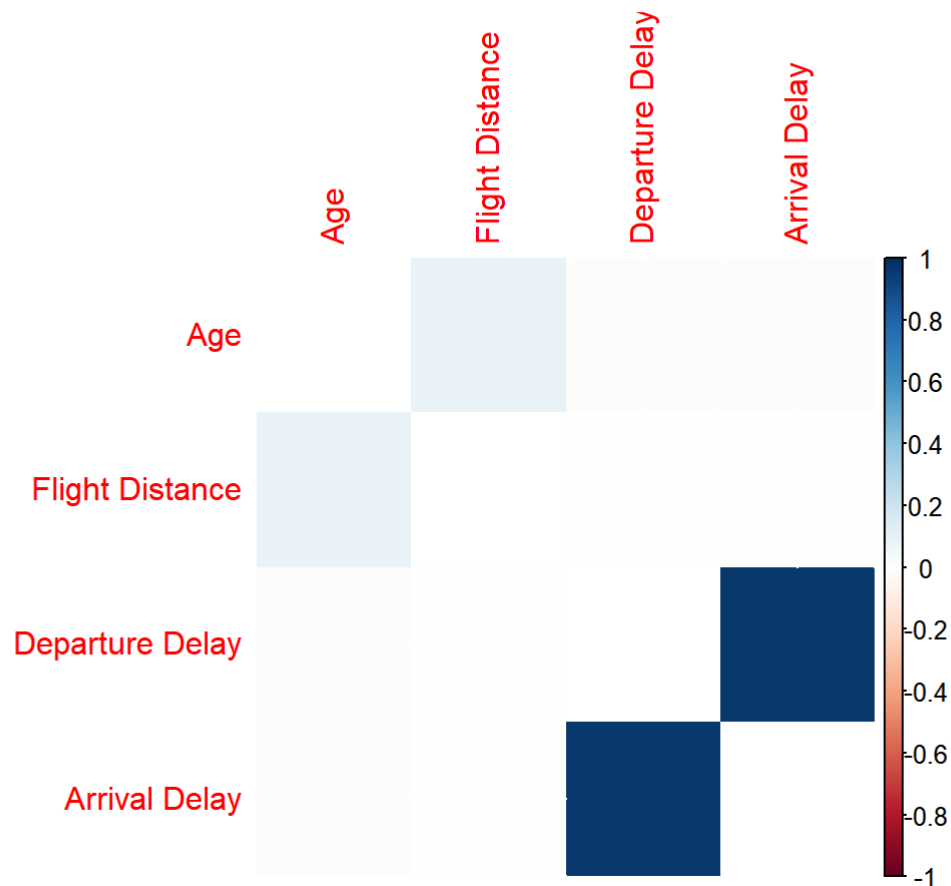 Age
Flight Distance
Departure Delay
Arrival Delay
Age
Flight Distance
Departure Delay
Arrival Delay
1
0.8
0.6
0.4
0.2
0
-0.2
-0.4
-0.6
-0.8
-1